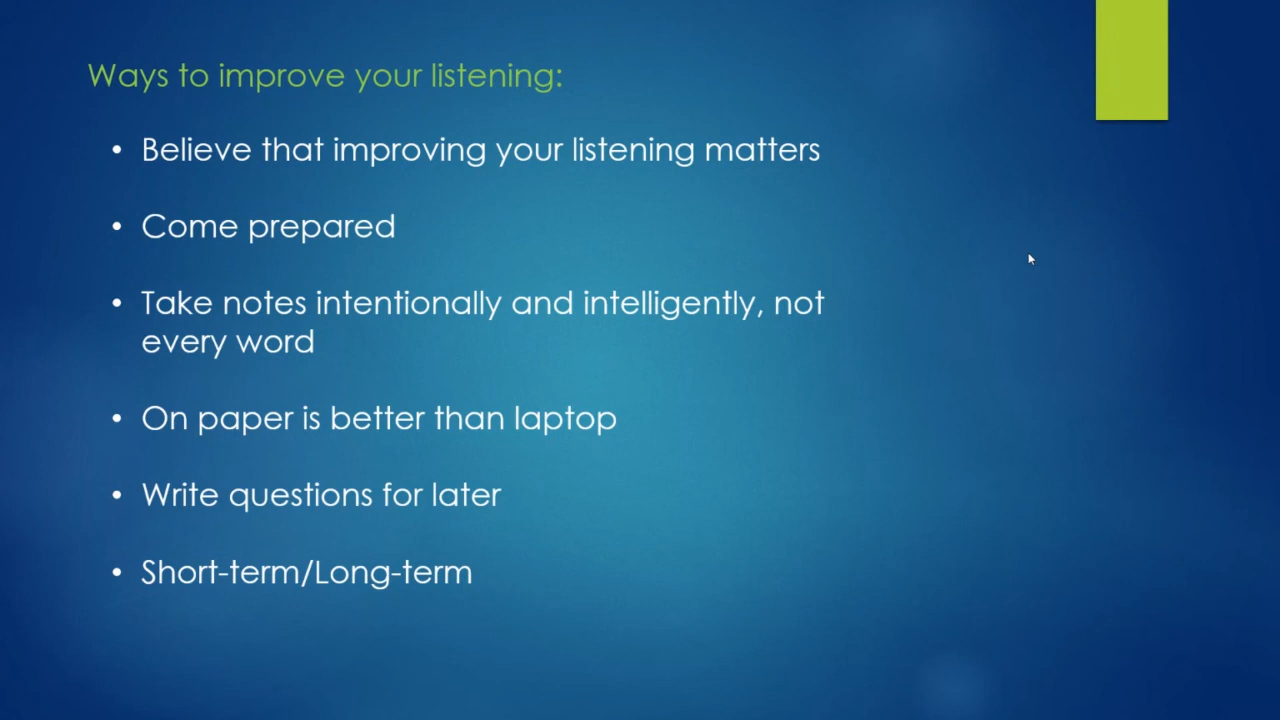 Ways to improve your listening:
• Believe that improving your listening matters
• Come prepared
• Take notes intentionally and intelligently, not
every word
• On paper is better than laptop
• Write questions for later
• Short-term/Long-term